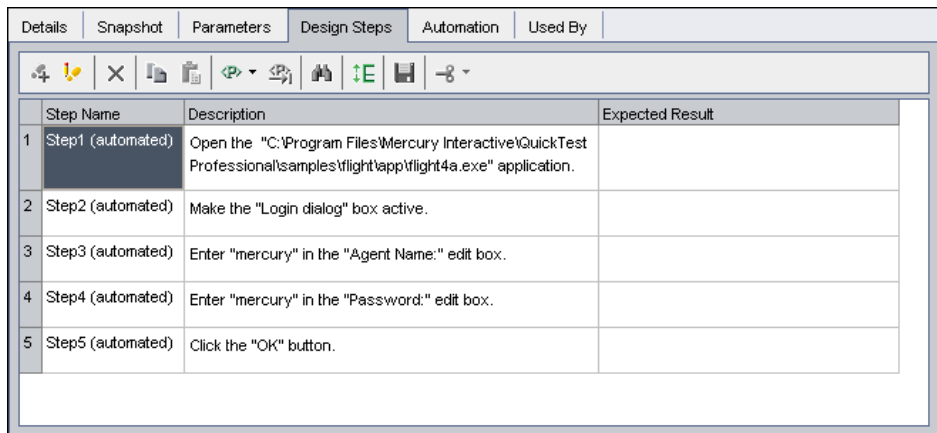 Details Snapshot Parameters Design Steps Automation Used By
Step Name Description Expected Result
1 Step1 (automated) Open the "C:\Program Files\Mercury Interactive\QuickTest
Professional\samples\flight\app\flight4a.exe" application.
2 Step2 (automated) Make the "Login dialog" box active.
3 Step3 (automated) Enter "mercury" in the "Agent Name:" edit box.
4 Step4 (automated) Enter "mercury" in the "Password:" edit box.
5 Step5 (automated) Click the "OK" button.